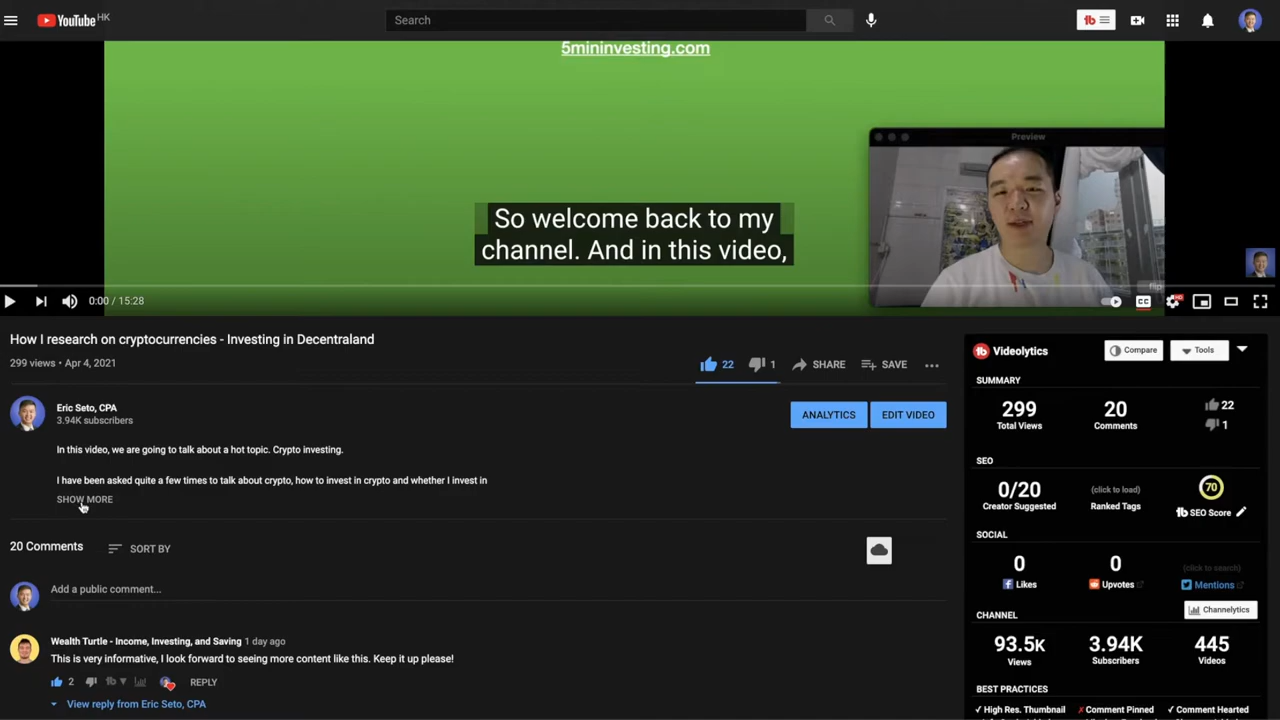 YouTube HK
Search
5mininvesting.com
Preview
So welcome back to my
channel. And in this video,
flip
0:00 / 15:28
CC
HD
How I research on cryptocurrencies - Investing in Decentraland
299 views • Apr 4, 2021
22
1
SHARE
SAVE
Eric Seto, CPA
3.94K subscribers
ANALYTICS
EDIT VIDEO
In this video, we are going to talk about a hot topic. Crypto investing.
I have been asked quite a few times to talk about crypto, how to invest in crypto and whether I invest in
SHOW MORE
20 Comments
SORT BY
Add a public comment...
Wealth Turtle - Income, Investing, and Saving 1 day ago
This is very informative, I look forward to seeing more content like this. Keep it up please!
2
REPLY
View reply from Eric Seto, CPA
Videolytics
Compare
Tools
SUMMARY
299
20
22
1
Total Views
Comments
SEO
0/20
(click to load)
70
Creator Suggested
Ranked Tags
SEO Score
SOCIAL
0
0
(click to search)
Likes
Upvotes
Mentions
CHANNEL
Channelytics
93.5K
3.94K
445
Views
Subscribers
Videos
BEST PRACTICES
✓ High Res. Thumbnail
✗ Comment Pinned
✓ Comment Hearted